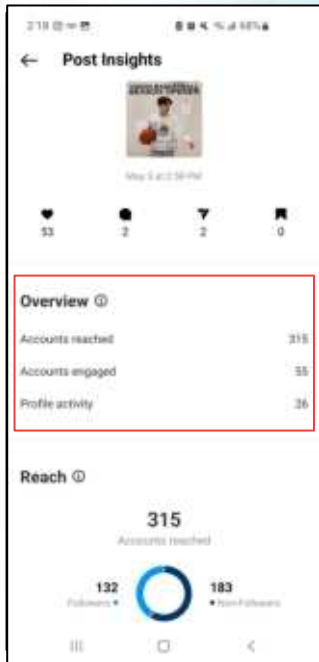 Post Insights
53 2 2 0
Overview
Accounts reached 315
Accounts engaged 55
Profile activity 26
Reach
315
Accounts reached
132 183
Followers Non-Followers